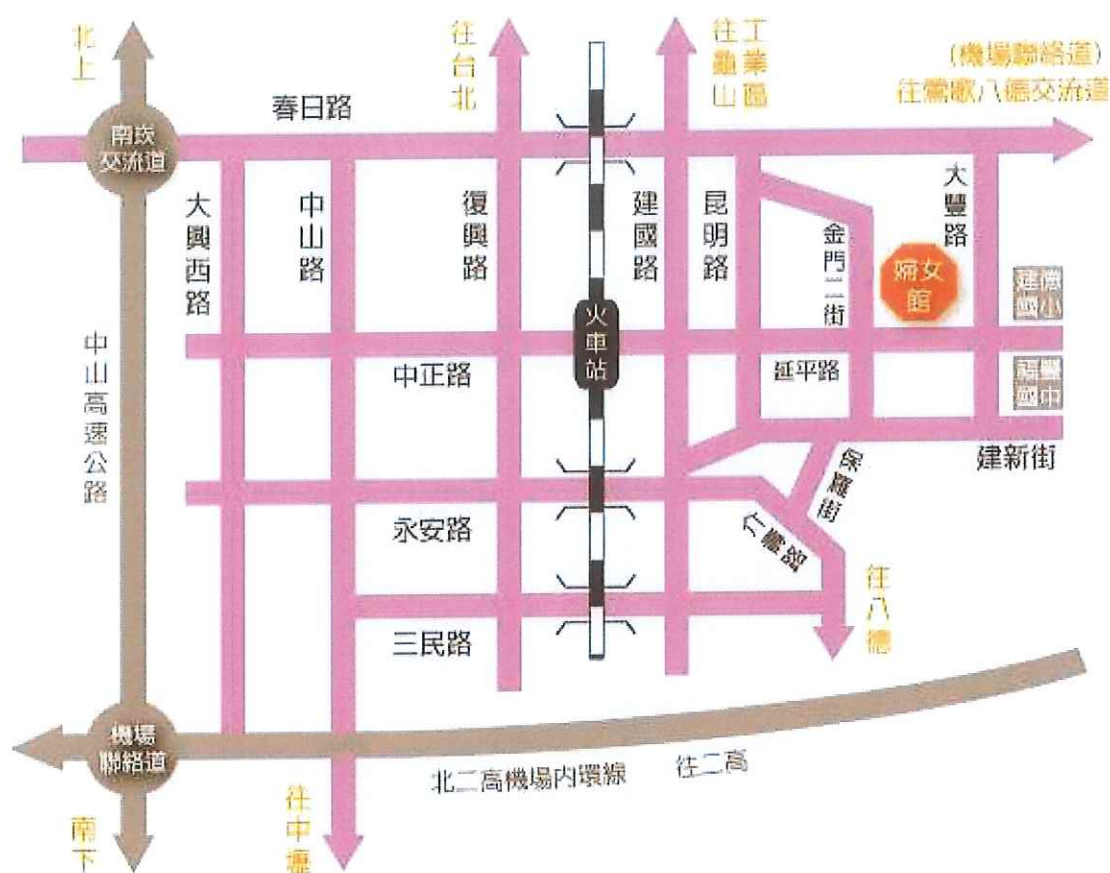 北上
往台北
往龜山
工業區
(機場聯絡道)
往鶯歌八德交流道
春日路
南崁
交流道
大興西路
中山路
復興路
建國路
昆明路
金門二街
大豐路
婦女
館
建德
國小
火車站
中山高速公路
中正路
延平路
福豐
國中
建新街
保羅街
永安路
介壽路
往八德
三民路
機場
聯絡道
北二高機場內環線
往二高
南下
往中壢